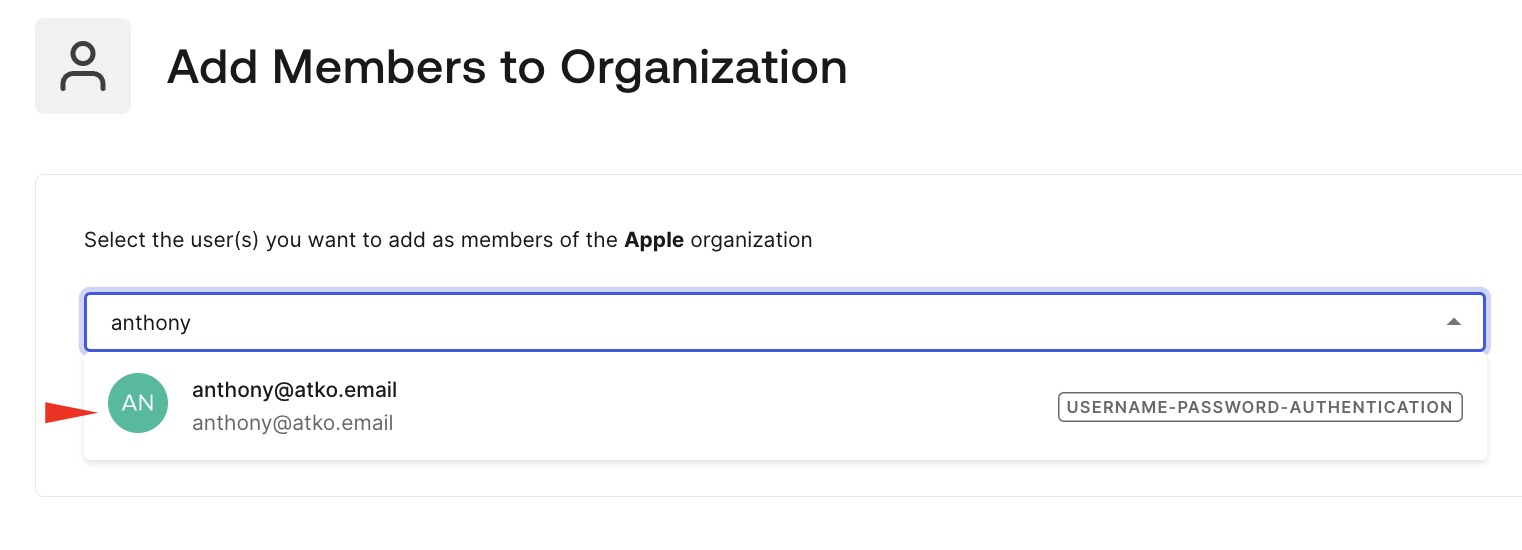 Add Members to Organization
Select the user(s) you want to add as members of the Apple organization
anthony
AN
anthony@atko.email
anthony@atko.email
USERNAME-PASSWORD-AUTHENTICATION